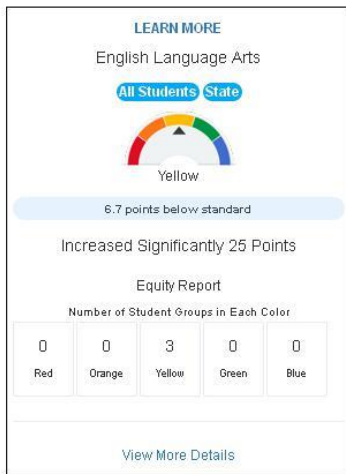 LEARN MORE
English Language Arts
All Students State
Yellow
6.7 points below standard
Increased Significantly 25 Points
Equity Report
Number of Student Groups in Each Color
0 0 3 0 0
Red Orange Yellow Green Blue
View More Details